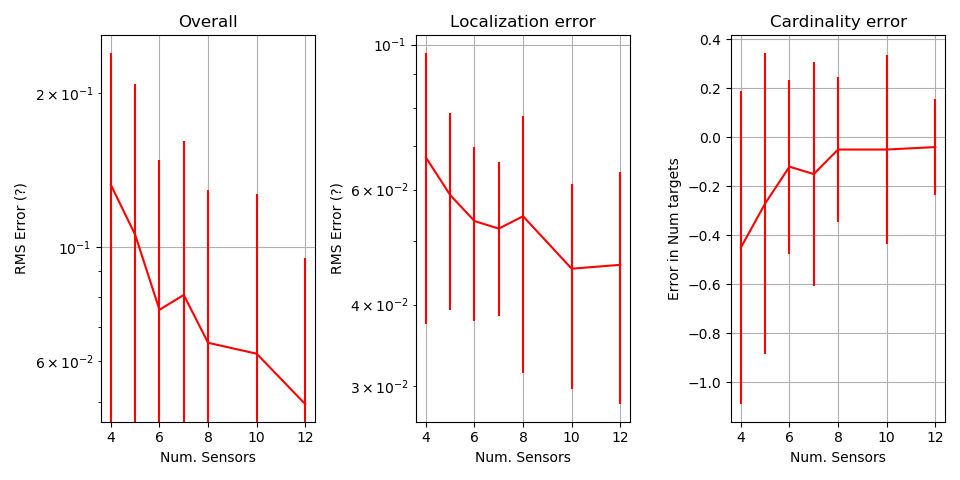 Overall
RMS Error (?)
2 × 10⁻¹
10⁻¹
6 × 10⁻²
4 6 8 10 12
Num. Sensors
Localization error
RMS Error (?)
10⁻¹
6 × 10⁻²
4 × 10⁻²
3 × 10⁻²
4 6 8 10 12
Num. Sensors
Cardinality error
Error in Num targets
0.4
0.2
0.0
−0.2
−0.4
−0.6
−0.8
−1.0
4 6 8 10 12
Num. Sensors